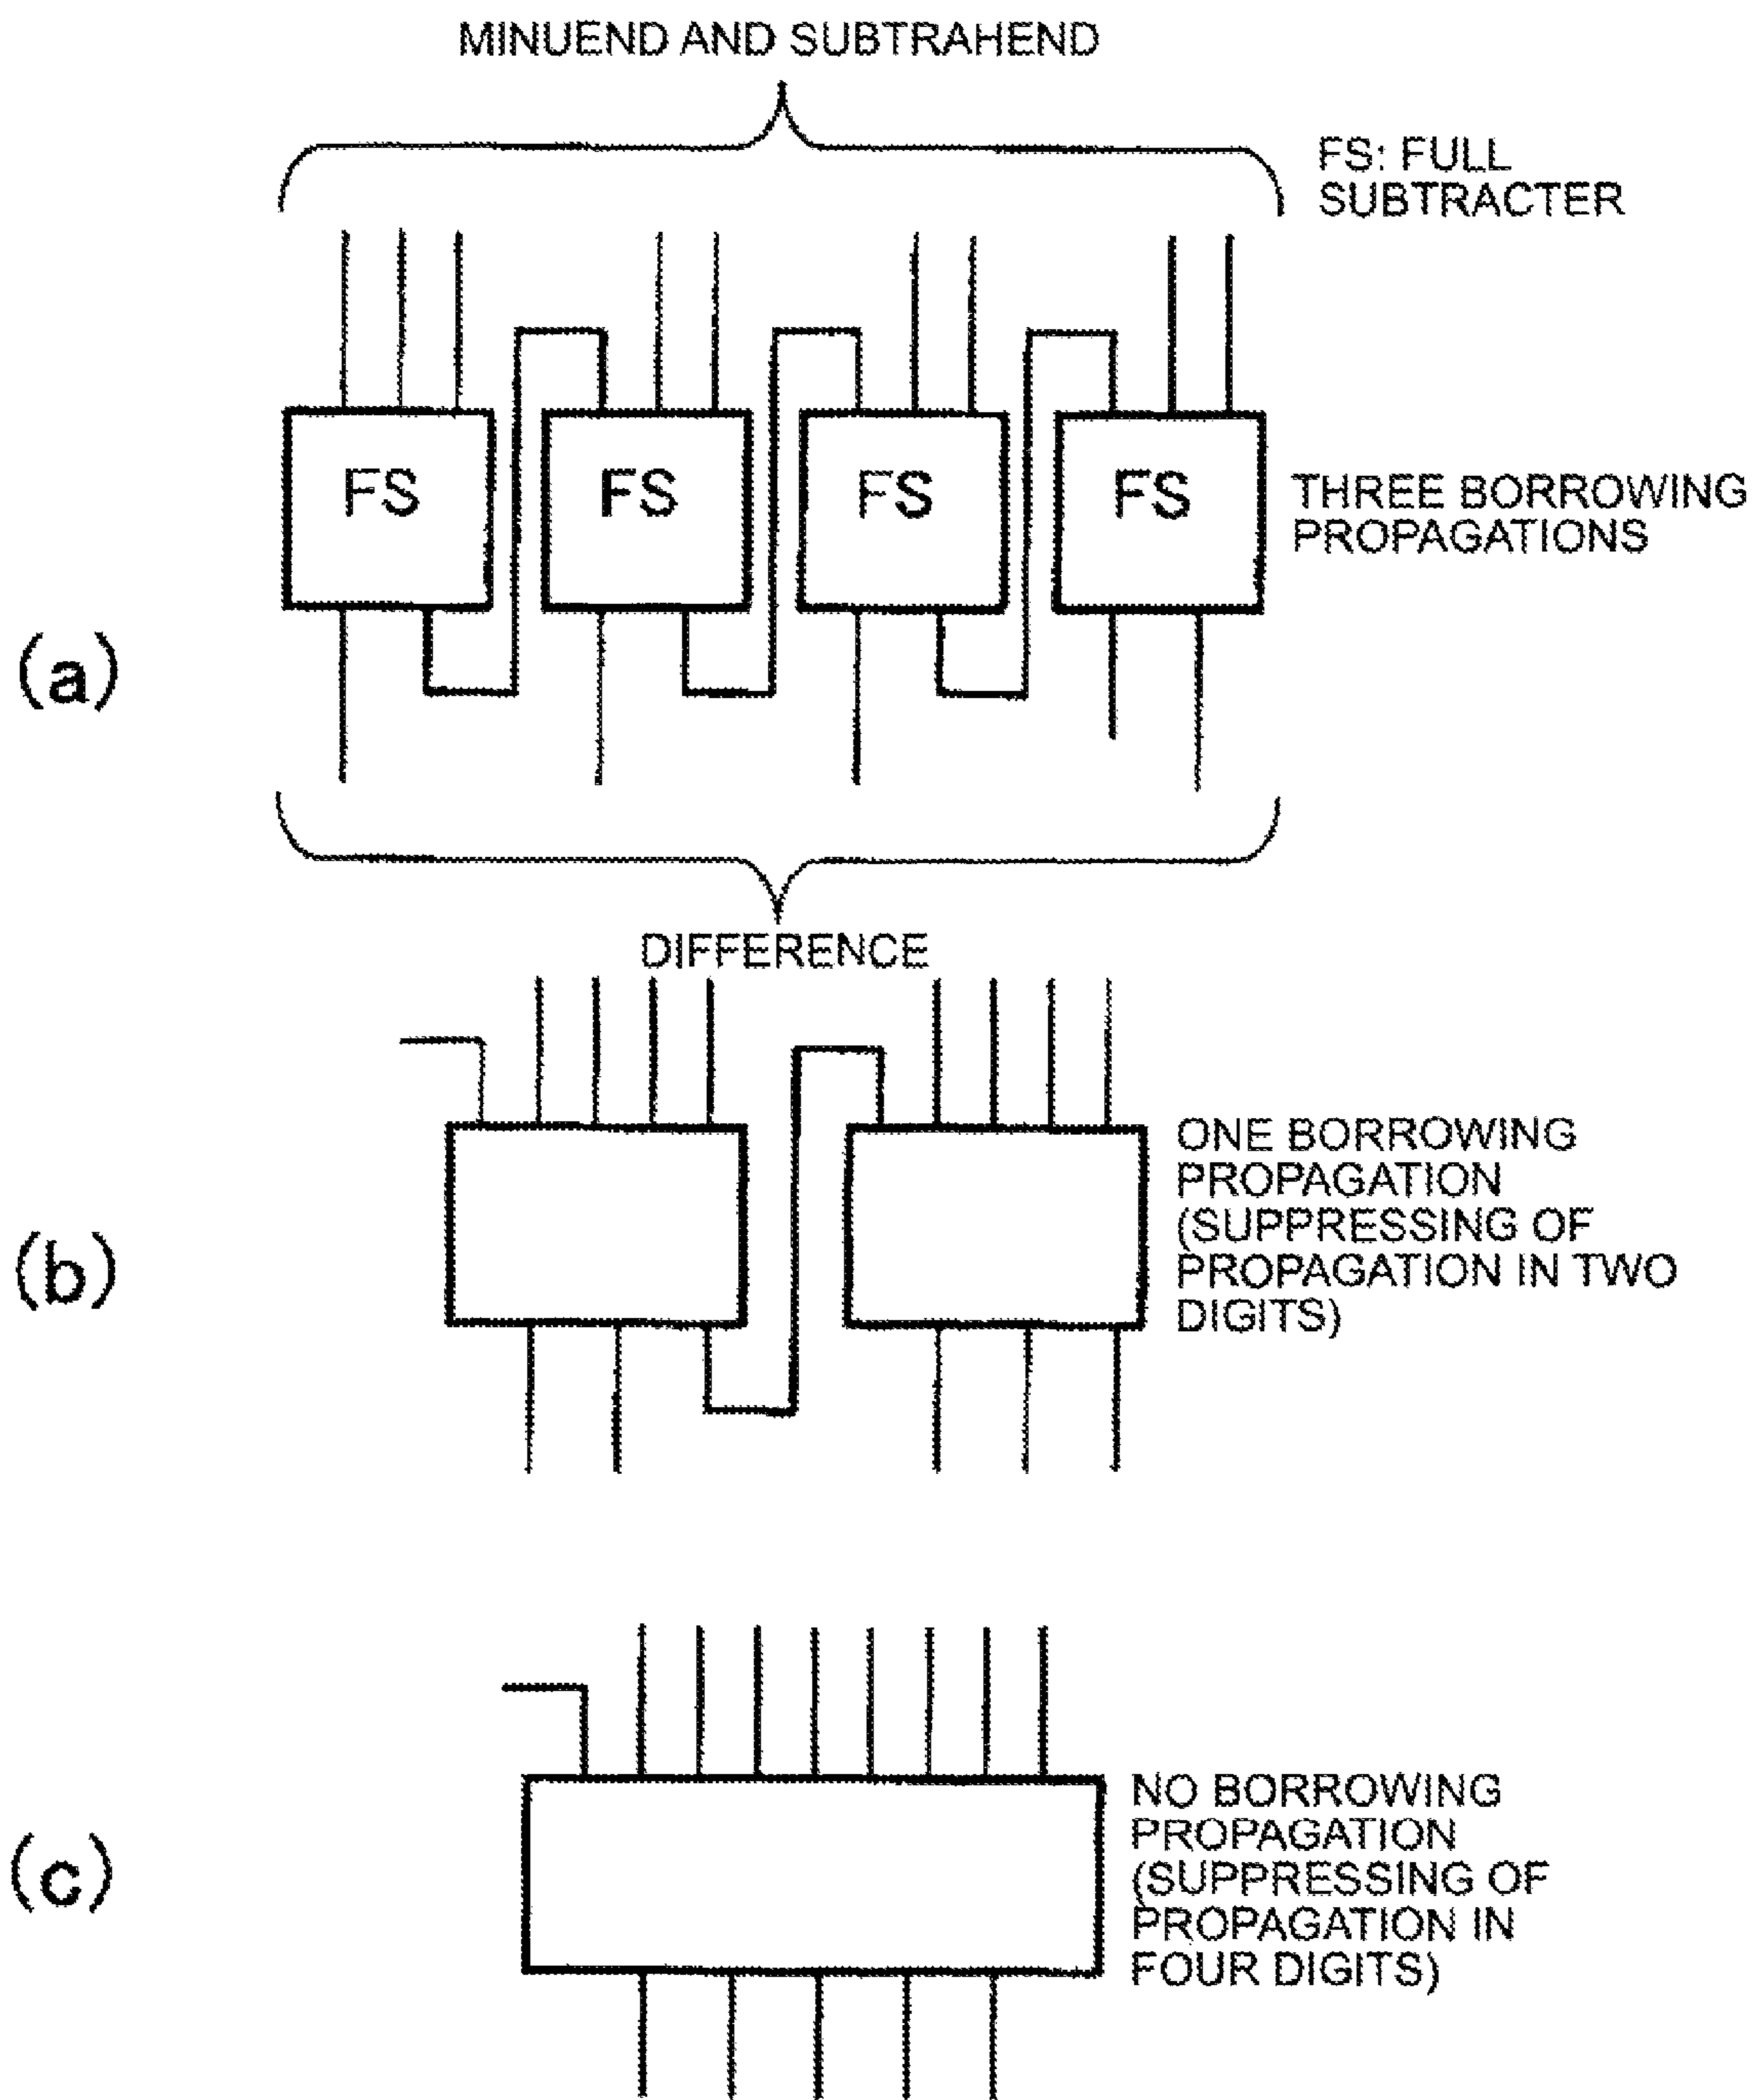 MINUEND AND SUBTRAHEND
FS: FULL
SUBTRACTER
FS FS FS FS
THREE BORROWING
PROPAGATIONS
(a)
DIFFERENCE
ONE BORROWING
PROPAGATION
(SUPPRESSING OF
PROPAGATION IN TWO
DIGITS)
(b)
NO BORROWING
PROPAGATION
(SUPPRESSING OF
PROPAGATION IN
FOUR DIGITS)
(c)